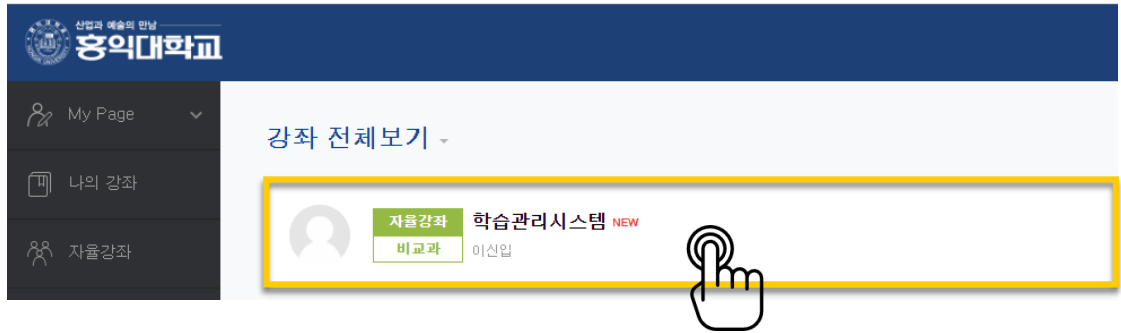 산업과 예술의 만남
홍익대학교
My Page
나의 강좌
자율강좌
강좌 전체보기
자율강좌
학습관리시스템 NEW
비교과
이신입